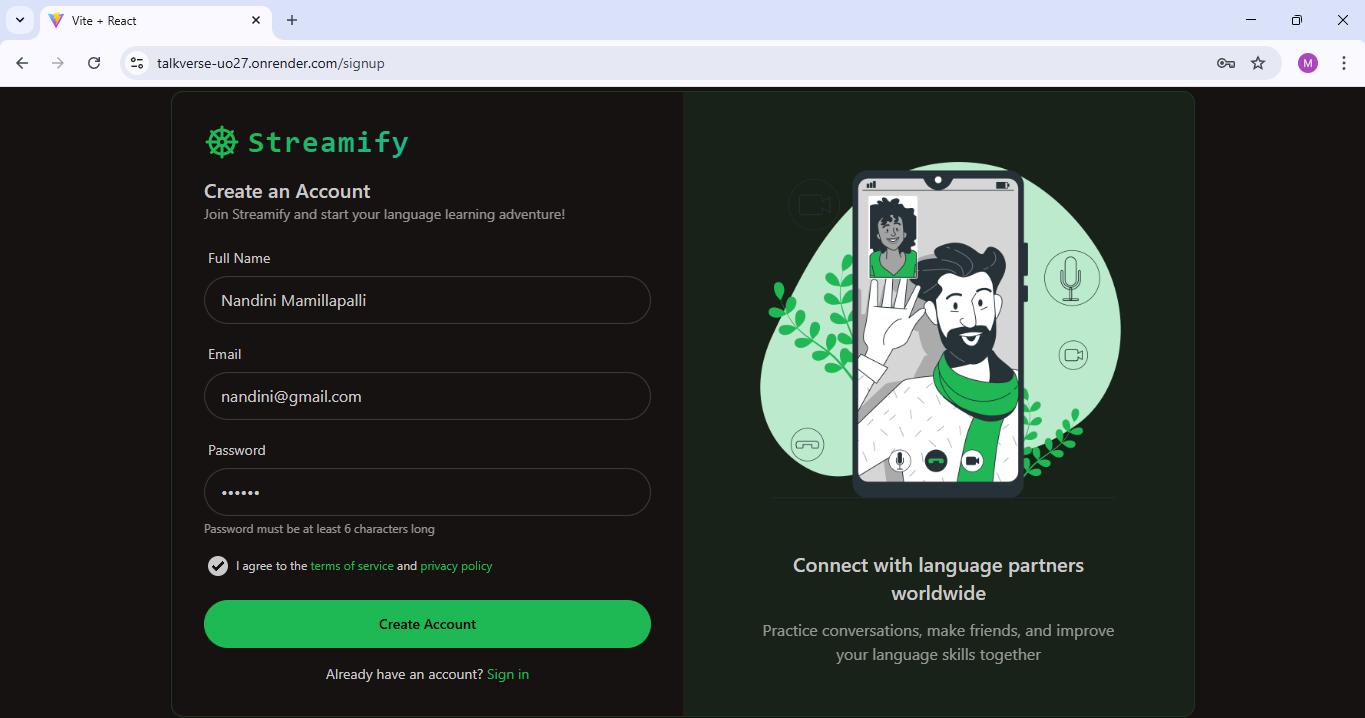 Vite + React
talkverse-uo27.onrender.com/signup
M
Streamify
Create an Account
Join Streamify and start your language learning adventure!
Full Name
Nandini Mamillapalli
Email
nandini@gmail.com
Password
••••••
Password must be at least 6 characters long
I agree to the terms of service and privacy policy
Create Account
Already have an account? Sign in
Connect with language partners
worldwide
Practice conversations, make friends, and improve
your language skills together